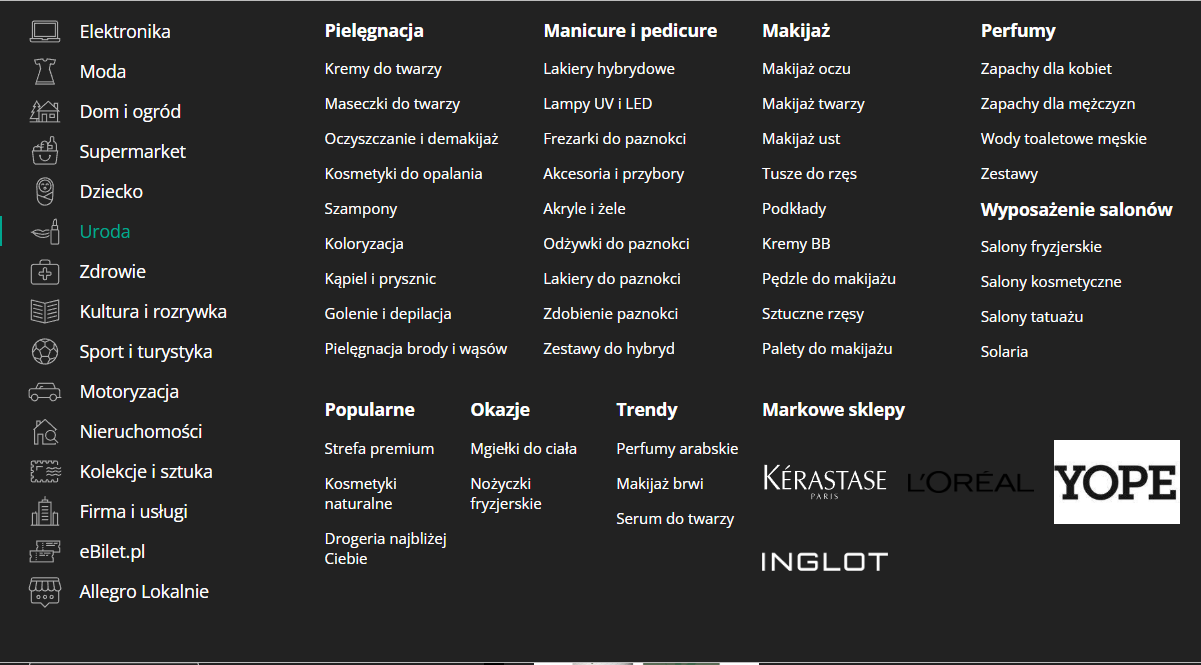 Elektronika
Moda
Dom i ogród
Supermarket
Dziecko
Uroda
Zdrowie
Kultura i rozrywka
Sport i turystyka
Motoryzacja
Nieruchomości
Kolekcje i sztuka
Firma i usługi
eBilet.pl
Allegro Lokalnie
Pielęgnacja
Kremy do twarzy
Maseczki do twarzy
Oczyszczanie i demakijaż
Kosmetyki do opalania
Szampony
Koloryzacja
Kąpiel i prysznic
Golenie i depilacja
Pielęgnacja brody i wąsów
Manicure i pedicure
Lakiery hybrydowe
Lampy UV i LED
Frezarki do paznokci
Akcesoria i przybory
Akryle i żele
Odżywki do paznokci
Lakiery do paznokci
Zdobienie paznokci
Zestawy do hybryd
Makijaż
Makijaż oczu
Makijaż twarzy
Makijaż ust
Tusze do rzęs
Podkłady
Kremy BB
Pędzle do makijażu
Sztuczne rzęsy
Palety do makijażu
Perfumy
Zapachy dla kobiet
Zapachy dla mężczyzn
Wody toaletowe męskie
Zestawy
Wyposażenie salonów
Salony fryzjerskie
Salony kosmetyczne
Salony tatuażu
Solaria
Popularne
Strefa premium
Kosmetyki
naturalne
Drogeria najbliżej
Ciebie
Okazje
Mgiełki do ciała
Nożyczki
fryzjerskie
Trendy
Perfumy arabskie
Makijaż brwi
Serum do twarzy
Markowe sklepy
KÉRASTASE
PARIS
L'ORÉAL
YOPE
INGLOT